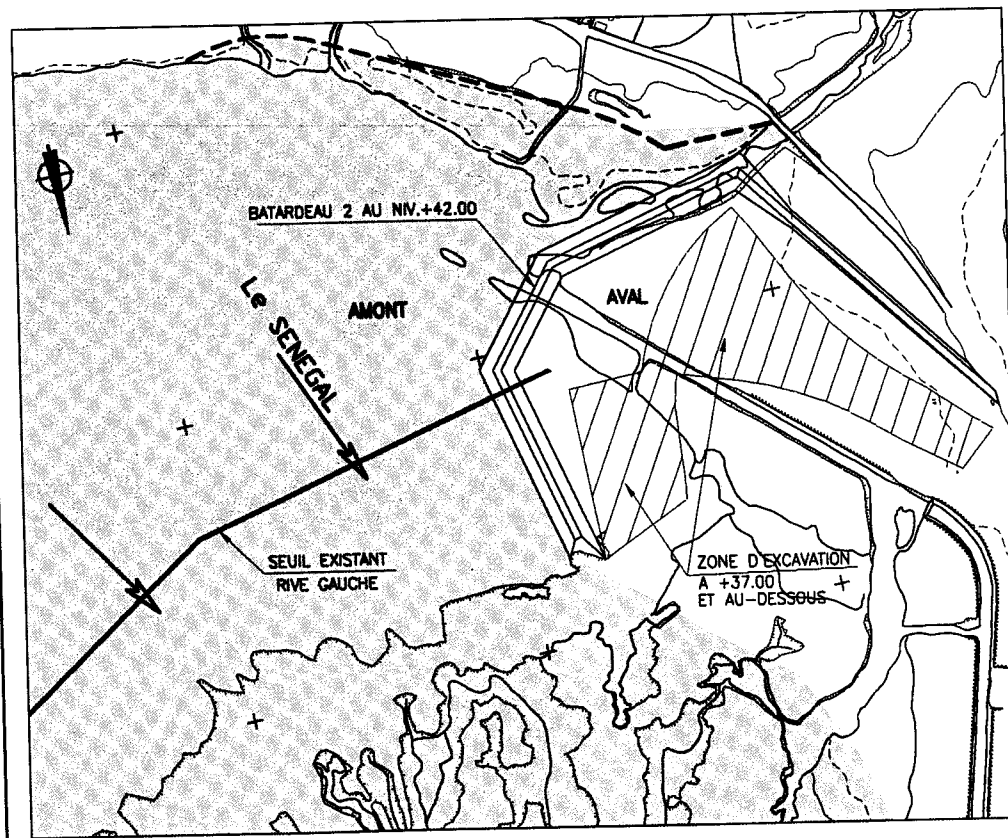 BATARDEAU 2 AU NIV.+42.00
AMONT
AVAL
Le SENEGAL
SEUIL EXISTANT
RIVE GAUCHE
ZONE D'EXCAVATION
A +37.00
ET AU-DESSOUS